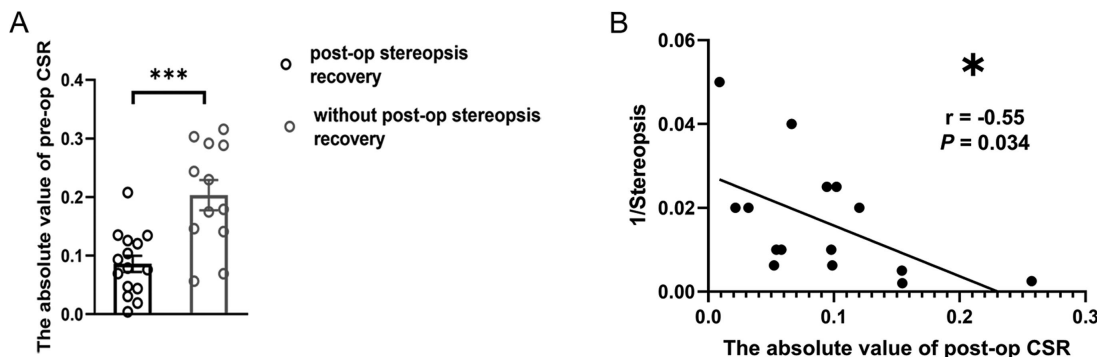 A
The absolute value of pre-op CSR
0.4
0.3
0.2
0.1
0.0
***
post-op stereopsis
recovery
without post-op stereopsis
recovery
B
1/Stereopsis
0.06
0.04
0.02
0.00
*
r = -0.55
P = 0.034
0.0 0.1 0.2 0.3
The absolute value of post-op CSR